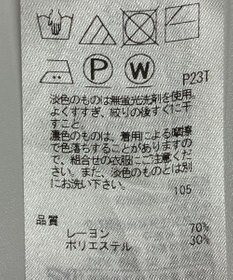 P W
P23T
淡色のものは無蛍光洗剤を使用、
よくすすぎ、絞りの後すぐに干
す。
濃色のものは、着用による摩擦
で色落ちすることがありますの
で、組合せの衣服にご注意くだ
さい。また、淡色のものとは別
にお洗い下さい。
105
品質
レーヨン 70%
ポリエステル 30%